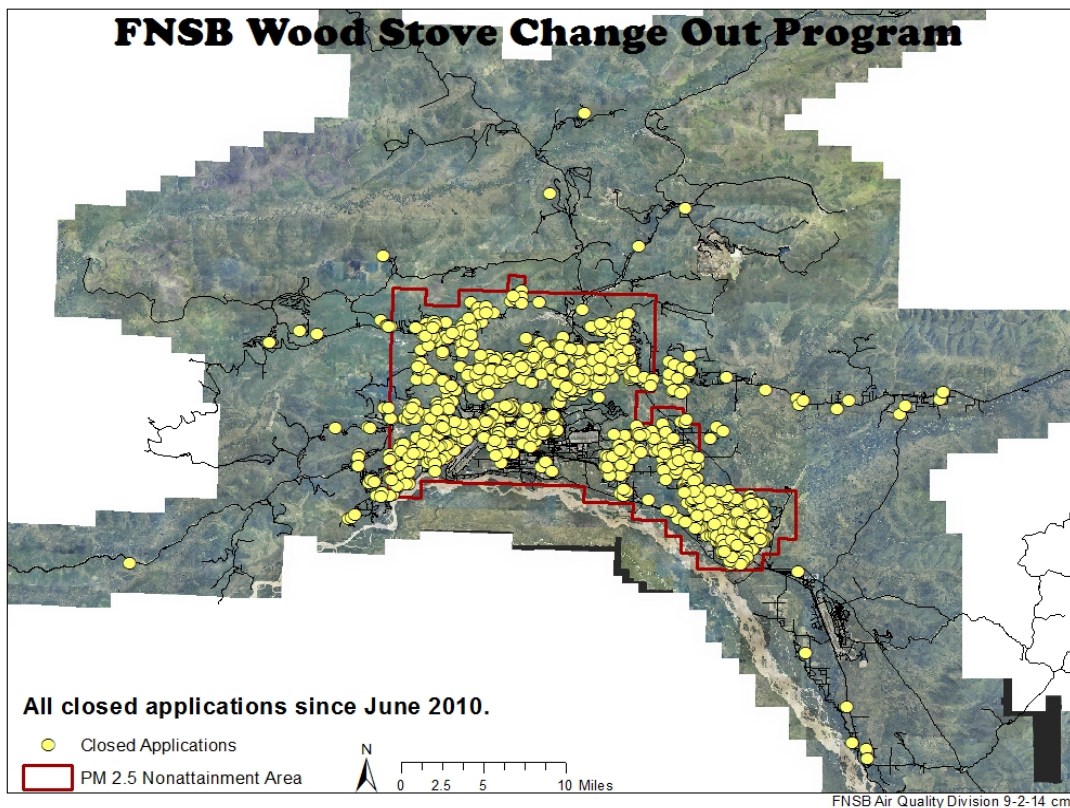 FNSB Wood Stove Change Out Program
All closed applications since June 2010.
Closed Applications
PM 2.5 Nonattainment Area
N
0 2.5 5 10 Miles
FNSB Air Quality Division 9-2-14 cm